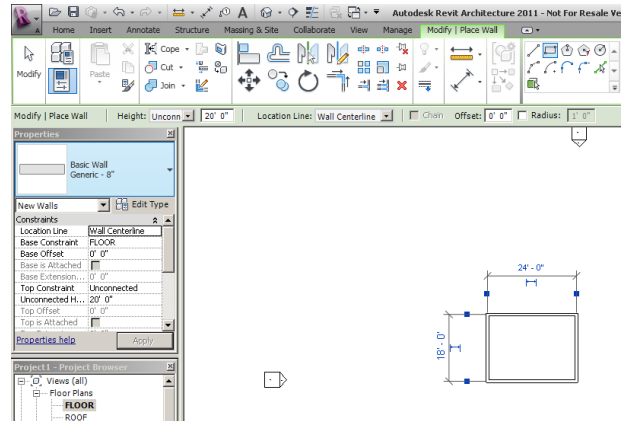 Autodesk Revit Architecture 2011 - Not For Resale Ve
Home Insert Annotate Structure Massing & Site Collaborate View Manage Modify | Place Wall
Modify Paste Cope Cut Join
Modify | Place Wall Height: Unconn 20' 0" Location Line: Wall Centerline Chain Offset: 0' 0" Radius: 1' 0"
Properties
Basic Wall
Generic - 8"
New Walls Edit Type
Constraints
Location Line Wall Centerline
Base Constraint FLOOR
Base Offset 0' 0"
Base is Attached
Base Extension... 0' 0"
Top Constraint Unconnected
Unconnected H... 20' 0"
Top Offset 0' 0"
Top is Attached
Properties help Apply
Project1 - Project Browser
Views (all)
Floor Plans
FLOOR
ROOF
24' - 0"
18' - 0'